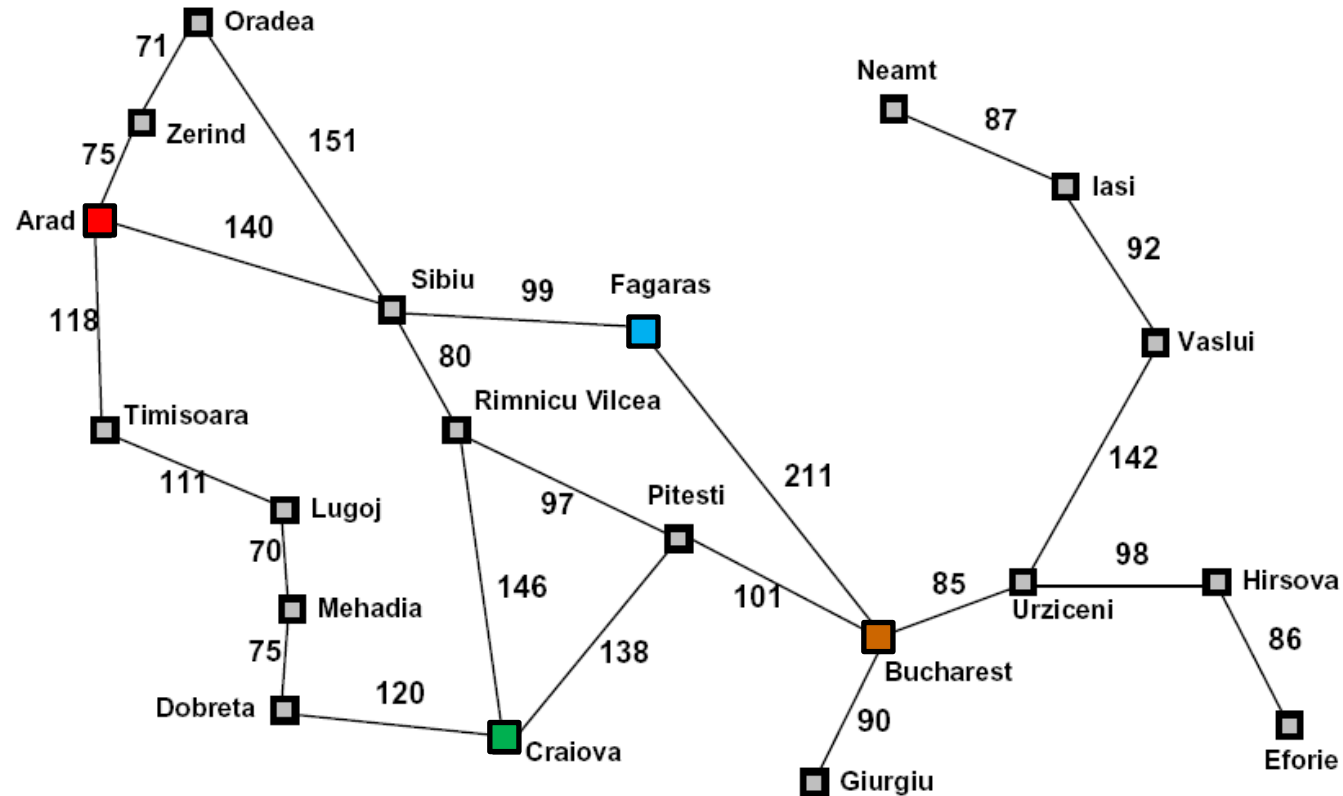 Oradea
71
Neamt
87
Zerind
151
75
Iasi
Arad
140
92
Sibiu
99
Fagaras
118
80
Vaslui
Rimnicu Vilcea
Timisoara
142
111
211
Pitesti
Lugoj
97
70
98
Hirsova
146
85
101
Mehadia
Urziceni
75
138
86
Bucharest
120
Dobreta
90
Craiova
Eforie
Giurgiu